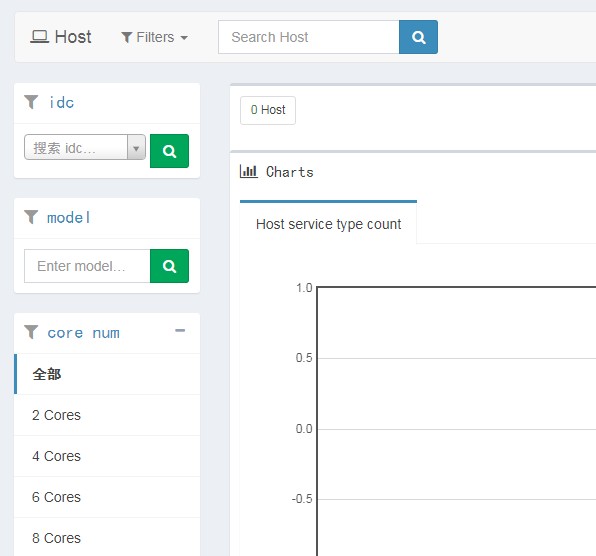 Host Filters Search Host
idc
搜索 idc...
model
Enter model...
core num
全部
2 Cores
4 Cores
6 Cores
8 Cores
0 Host
Charts
Host service type count
1.0
0.5
0.0
-0.5